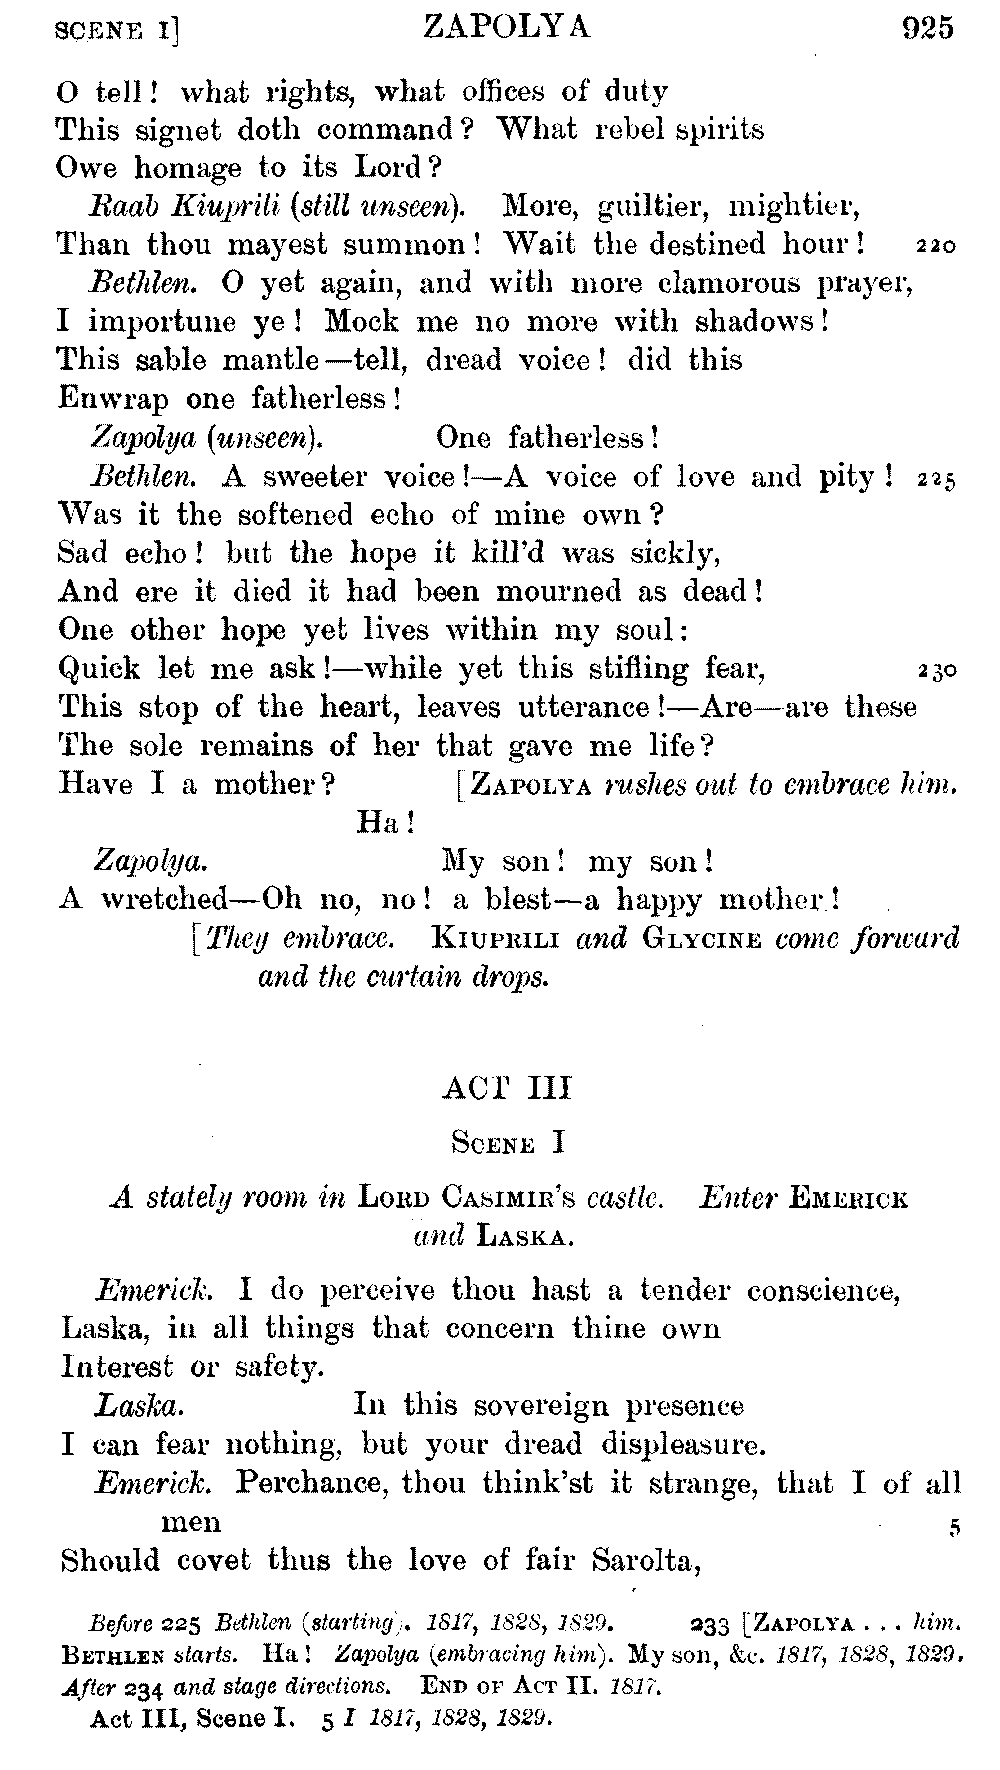 SCENE I] ZAPOLYA 925
O tell! what rights, what offices of duty
This signet doth command? What rebel spirits
Owe homage to its Lord?
Raab Kiuprili (still unseen). More, guiltier, mightier,
Than thou mayest summon! Wait the destined hour! 220
Bethlen. O yet again, and with more clamorous prayer,
I importune ye! Mock me no more with shadows!
This sable mantle—tell, dread voice! did this
Enwrap one fatherless!
Zapolya (unseen). One fatherless!
Bethlen. A sweeter voice!—A voice of love and pity! 225
Was it the softened echo of mine own?
Sad echo! but the hope it kill'd was sickly,
And ere it died it had been mourned as dead!
One other hope yet lives within my soul:
Quick let me ask!—while yet this stifling fear, 230
This stop of the heart, leaves utterance!—Are—are these
The sole remains of her that gave me life?
Have I a mother? [ZAPOLYA rushes out to embrace him.
Ha!
Zapolya. My son! my son!
A wretched—Oh no, no! a blest—a happy mother!
[They embrace. KIUPRILI and GLYCINE come forward
and the curtain drops.
ACT III
SCENE I
A stately room in LORD CASIMIR'S castle. Enter EMERICK
and LASKA.
Emerick. I do perceive thou hast a tender conscience,
Laska, in all things that concern thine own
Interest or safety.
Laska. In this sovereign presence
I can fear nothing, but your dread displeasure.
Emerick. Perchance, thou think'st it strange, that I of all
men 5
Should covet thus the love of fair Sarolta,
Before 225 Bethlen (starting). 1817, 1828, 1829. 233 [ZAPOLYA . . . him.
BETHLEN starts. Ha! Zapolya (embracing him). My son, &c. 1817, 1828, 1829.
After 234 and stage directions. END OF ACT II. 1817.
Act III, Scene I. 5 I 1817, 1828, 1829.